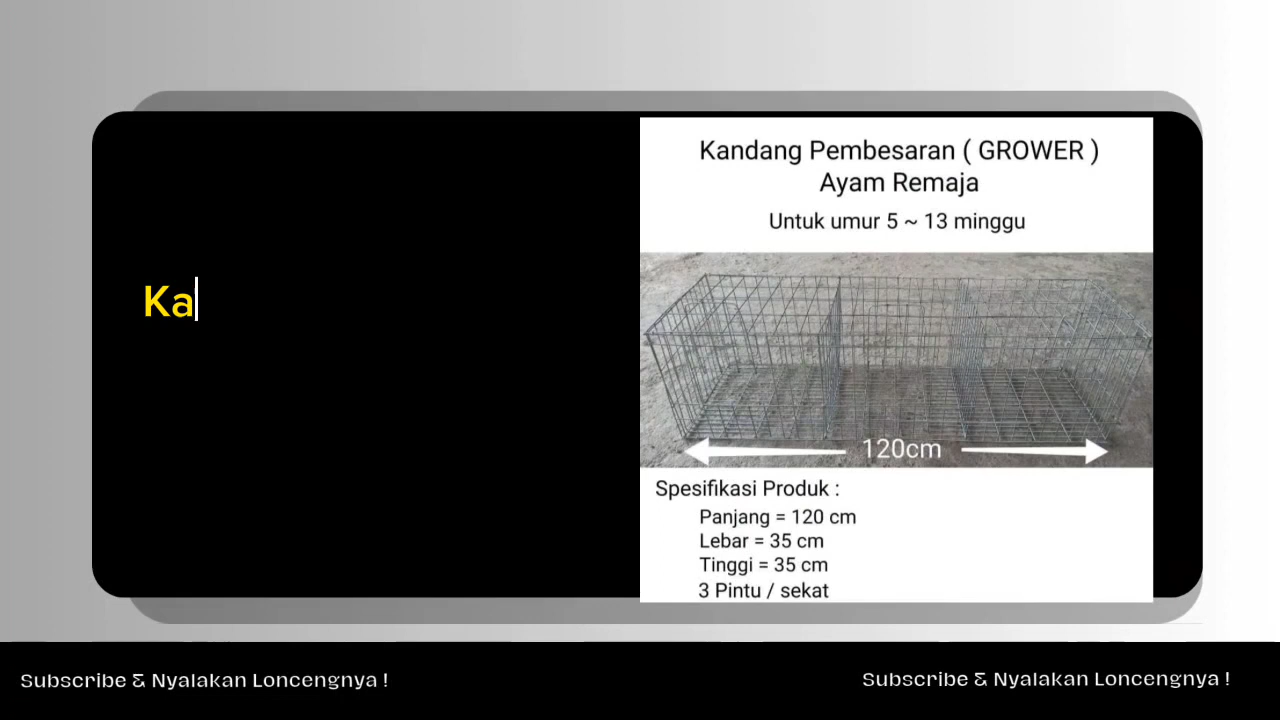 Ka
Kandang Pembesaran ( GROWER )
Ayam Remaja
Untuk umur 5 ~ 13 minggu
120cm
Spesifikasi Produk :
Panjang = 120 cm
Lebar = 35 cm
Tinggi = 35 cm
3 Pintu / sekat
Subscribe & Nyalakan Loncengnya !
Subscribe & Nyalakan Loncengnya !